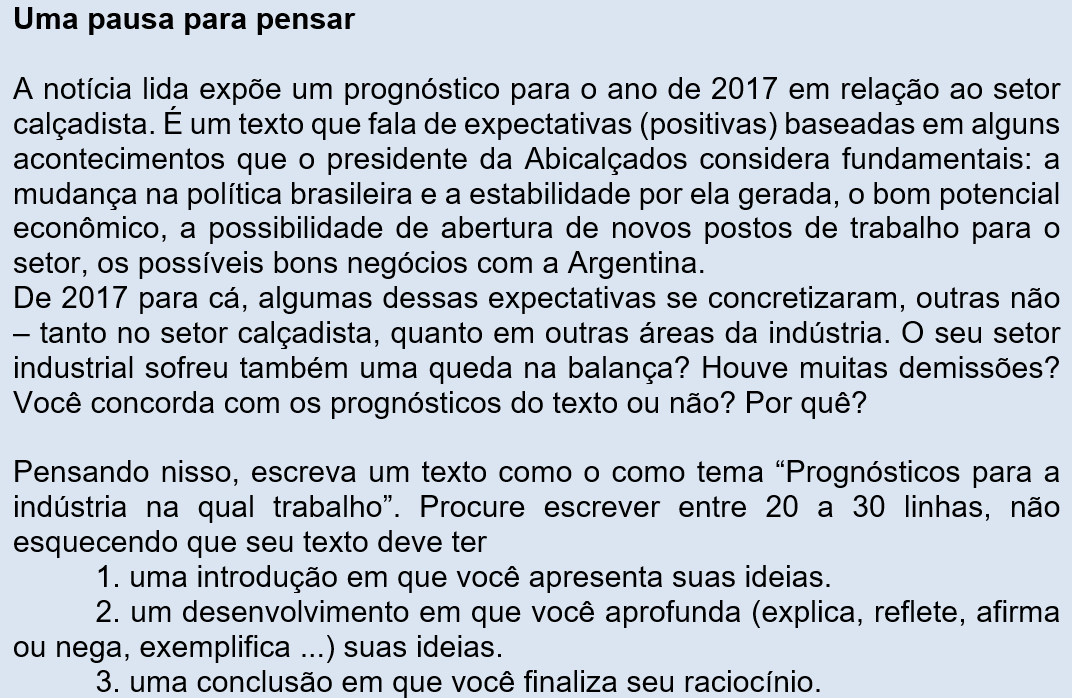 Uma pausa para pensar
A notícia lida expõe um prognóstico para o ano de 2017 em relação ao setor
calçadista. É um texto que fala de expectativas (positivas) baseadas em alguns
acontecimentos que o presidente da Abicalçados considera fundamentais: a
mudança na política brasileira e a estabilidade por ela gerada, o bom potencial
econômico, a possibilidade de abertura de novos postos de trabalho para o
setor, os possíveis bons negócios com a Argentina.
De 2017 para cá, algumas dessas expectativas se concretizaram, outras não
– tanto no setor calçadista, quanto em outras áreas da indústria. O seu setor
industrial sofreu também uma queda na balança? Houve muitas demissões?
Você concorda com os prognósticos do texto ou não? Por quê?
Pensando nisso, escreva um texto como o como tema “Prognósticos para a
indústria na qual trabalho”. Procure escrever entre 20 a 30 linhas, não
esquecendo que seu texto deve ter
1. uma introdução em que você apresenta suas ideias.
2. um desenvolvimento em que você aprofunda (explica, reflete, afirma
ou nega, exemplifica ...) suas ideias.
3. uma conclusão em que você finaliza seu raciocínio.